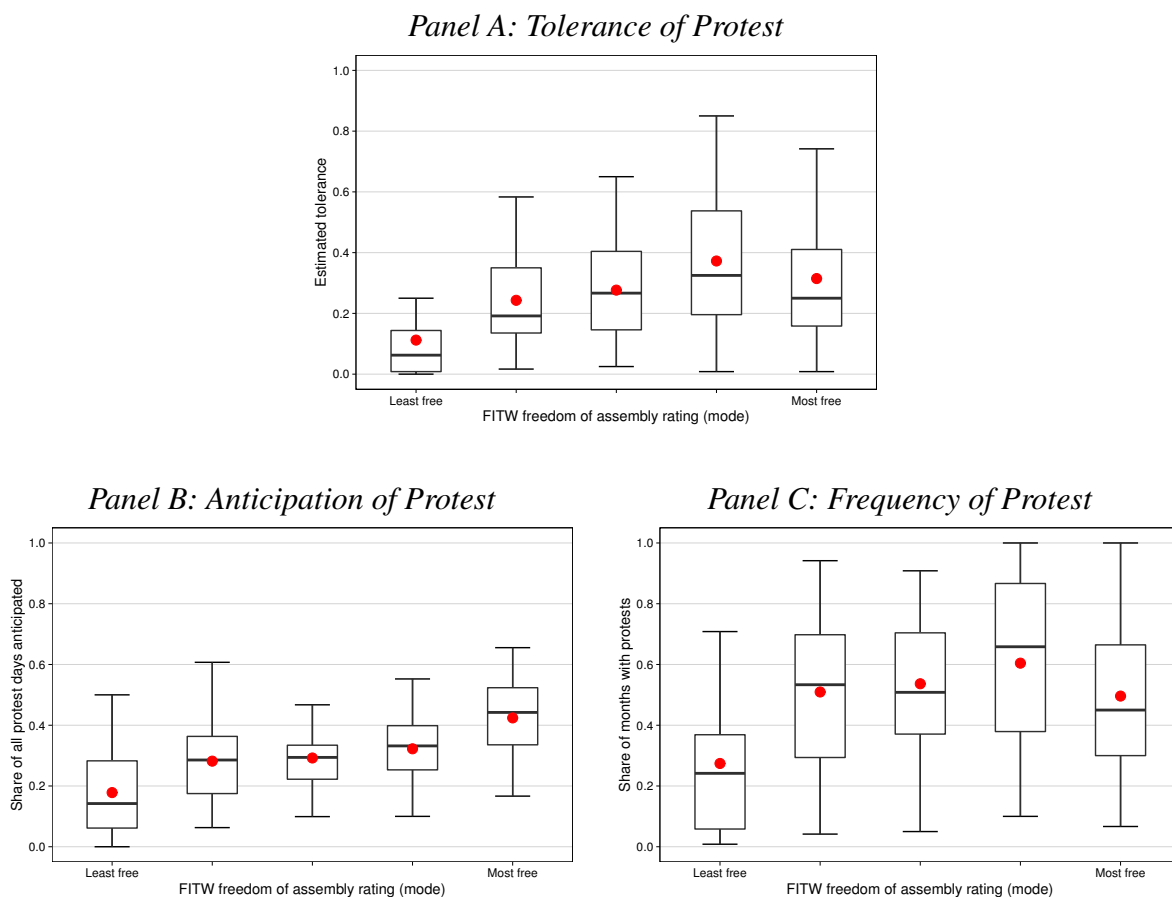 Panel A: Tolerance of Protest
1.0
0.8
0.6
0.4
0.2
0.0
Estimated tolerance
Least free
Most free
FITW freedom of assembly rating (mode)
Panel B: Anticipation of Protest
1.0
0.8
0.6
0.4
0.2
0.0
Share of all protest days anticipated
Least free
Most free
FITW freedom of assembly rating (mode)
Panel C: Frequency of Protest
1.0
0.8
0.6
0.4
0.2
0.0
Share of months with protests
Least free
Most free
FITW freedom of assembly rating (mode)